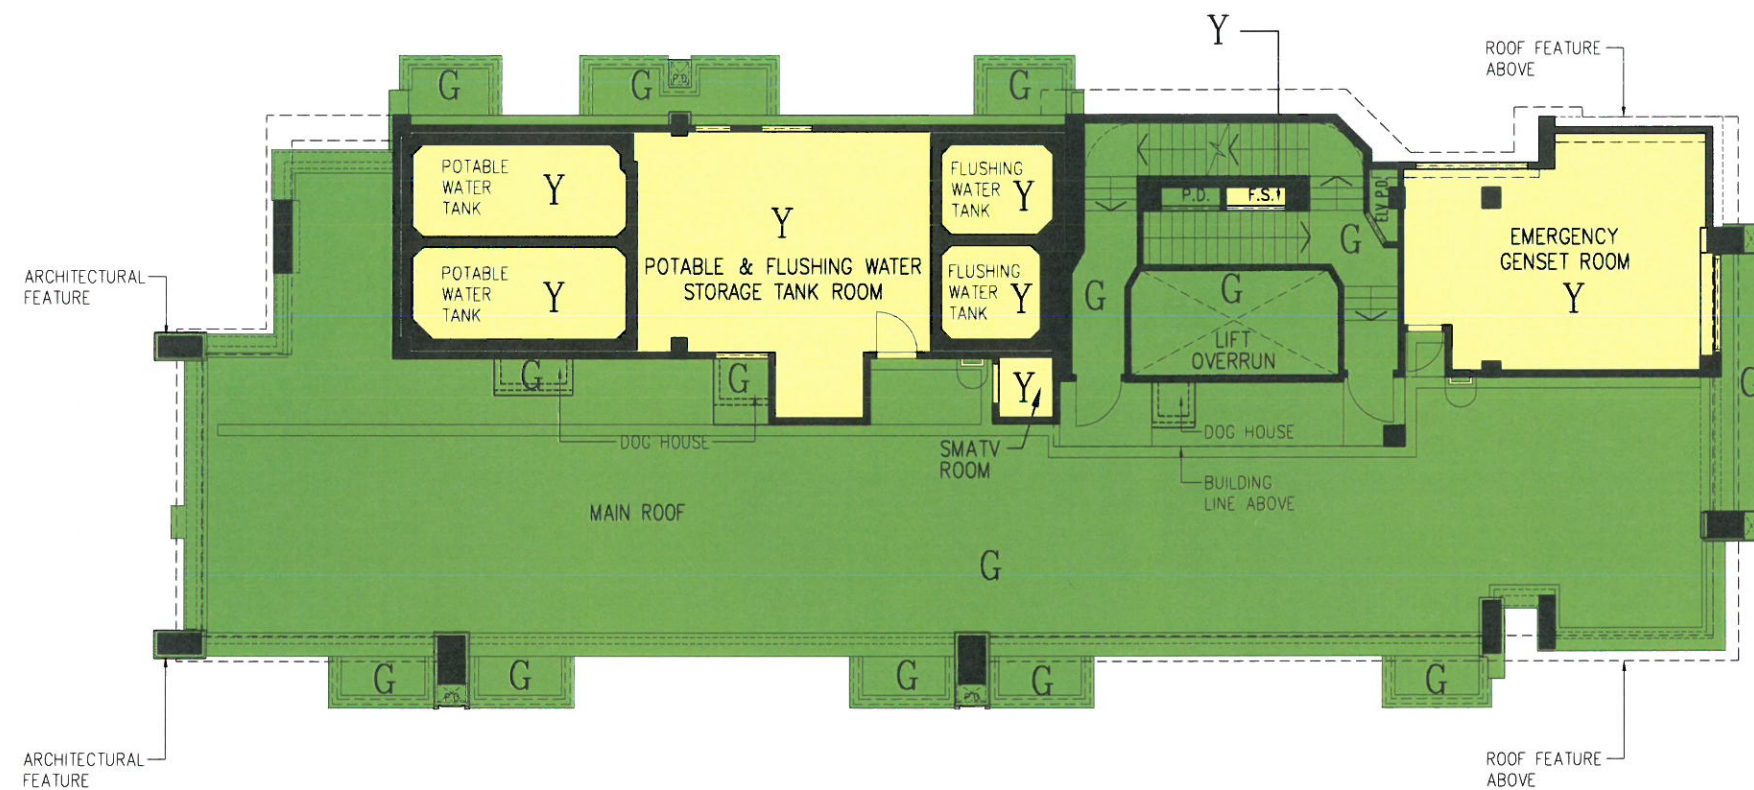 Y
ROOF FEATURE
ABOVE
G
G
P.D.
G
POTABLE
WATER
TANK
Y
Y
FLUSHING
WATER
TANK
Y
P.D.
F.S.
ELV P.D.
G
EMERGENCY
GENSET ROOM
Y
POTABLE & FLUSHING WATER
STORAGE TANK ROOM
POTABLE
WATER
TANK
Y
FLUSHING
WATER
TANK
Y
G
G
LIFT
OVERRUN
ARCHITECTURAL
FEATURE
G
G
Y
G
DOG HOUSE
SMATV
ROOM
DOG HOUSE
BUILDING
LINE ABOVE
MAIN ROOF
G
G
G
G
G
G
P.D.
P.D.
ARCHITECTURAL
FEATURE
ROOF FEATURE
ABOVE